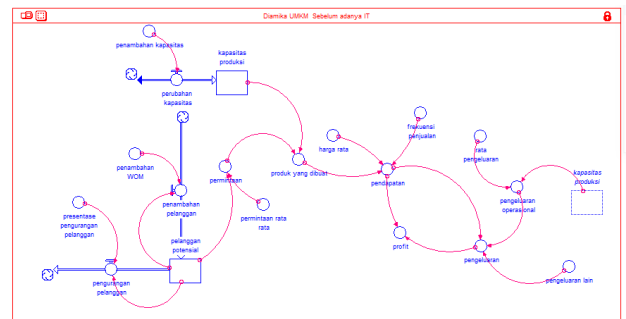 Diamika UMKM Sebelum adanya IT
penambahan kapasitas
kapasitas
produksi
perubahan
kapasitas
frekuensi
penjualan
harga rata
rata
pengeluaran
penambahan
WOM
permintaan
produk yang dibuat
pendapatan
kapasitas
produksi
pengeluaran
operasional
penambahan
pelanggan
permintaan rata
rata
presentase
pengurangan
pelanggan
pelanggan
potensial
profit
pengeluaran
pengurangan
pelanggan
pengeluaran lain